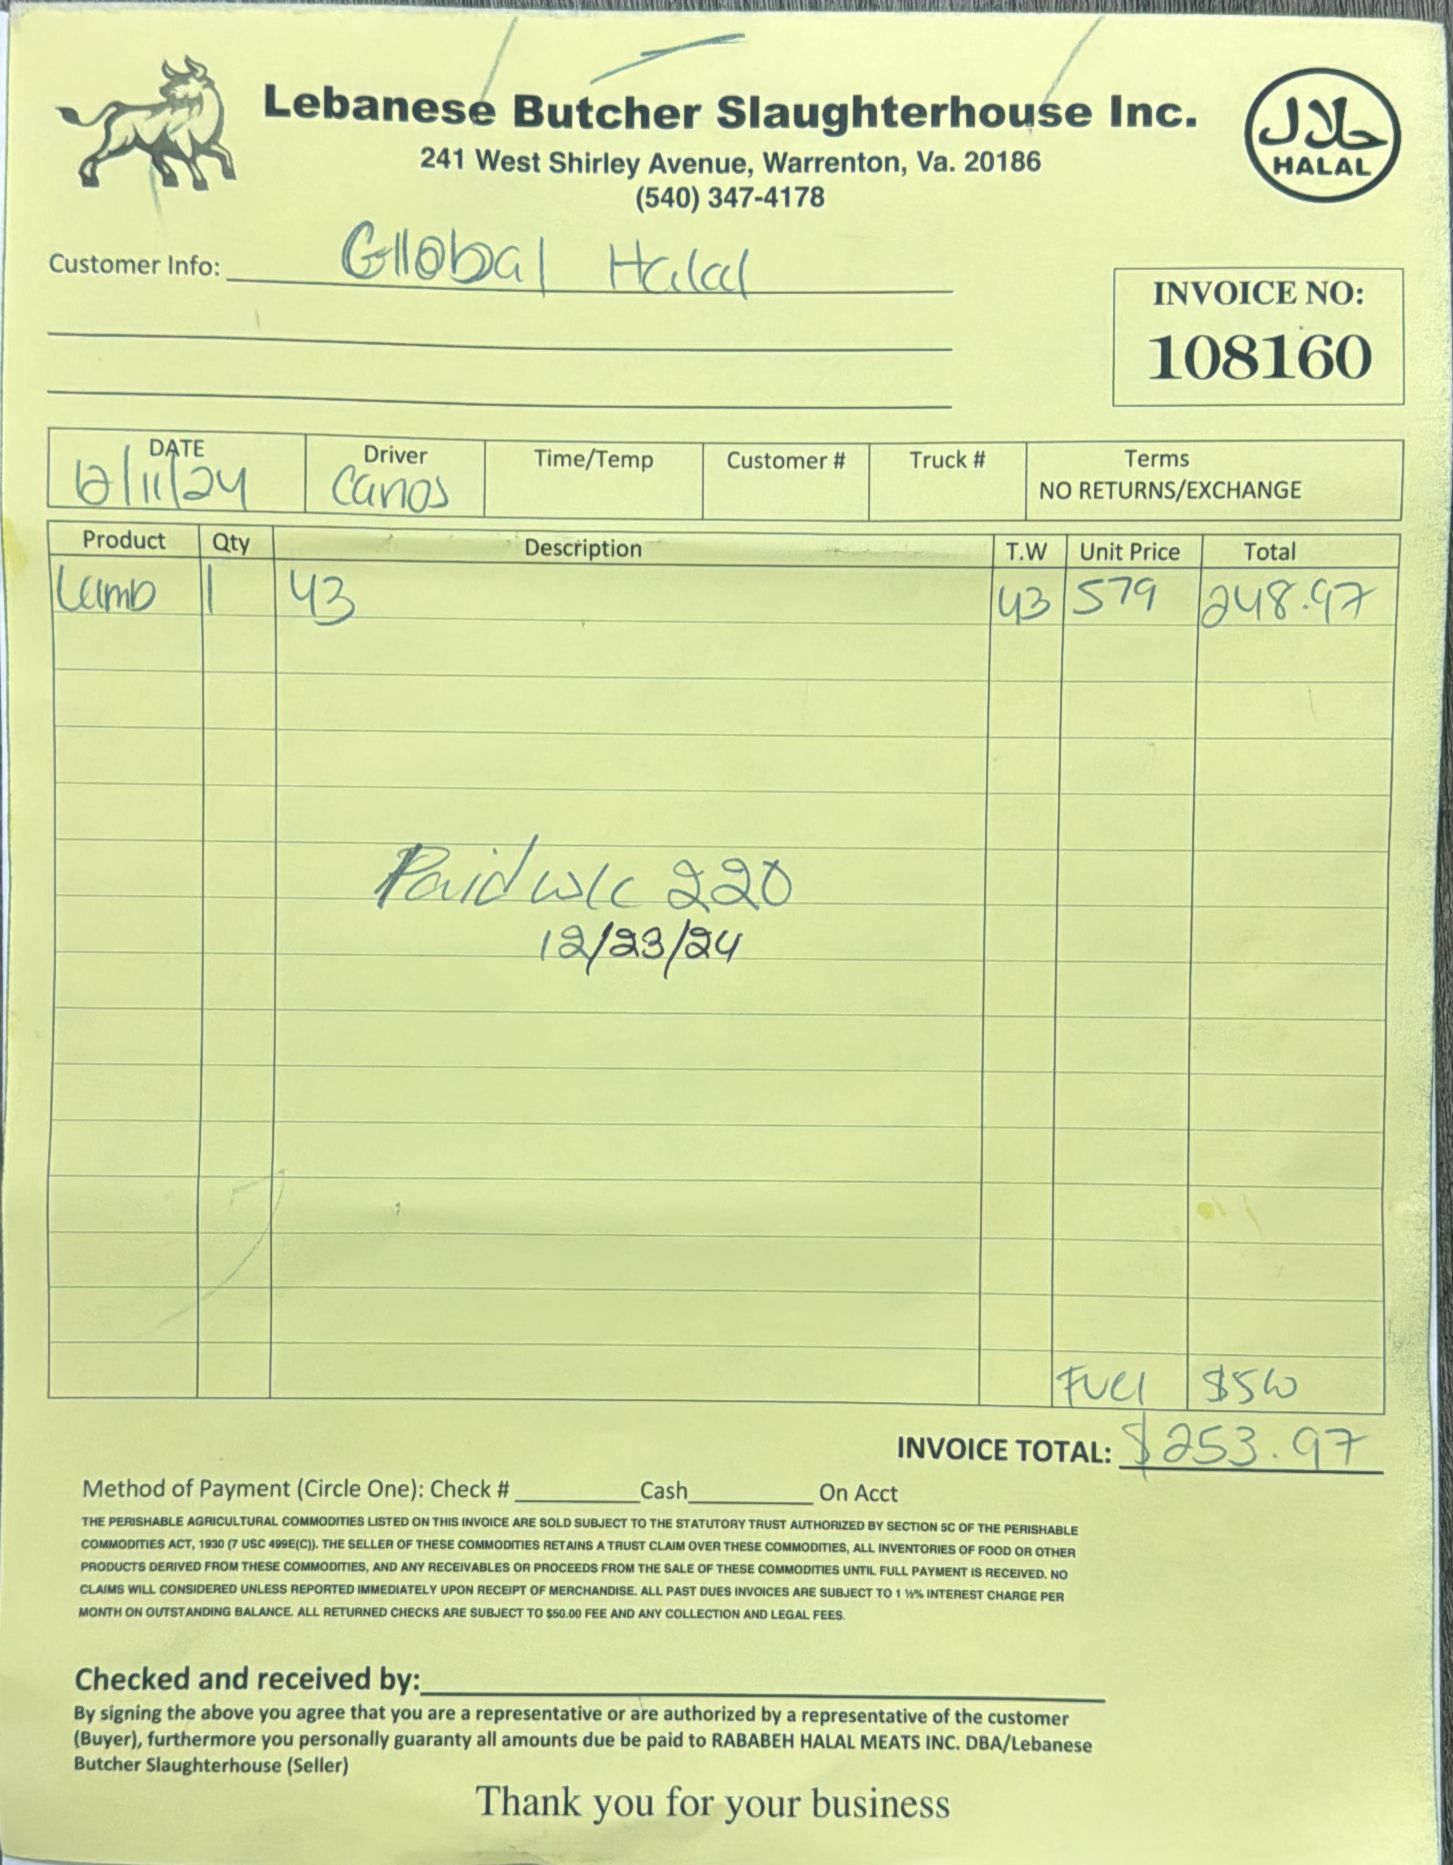 Lebanese Butcher Slaughterhouse Inc.
241 West Shirley Avenue, Warrenton, Va. 20186
(540) 347-4178
حلال
HALAL
Customer Info: Gllobal Halal
INVOICE NO:
108160
DATE Driver Time/Temp Customer # Truck # Terms
12/11/24 Carlos NO RETURNS/EXCHANGE
Product Qty Description T.W Unit Price Total
Lamb 1 43 43 579 248.97
Paid w/c 220
12/23/24
Fuel $500
INVOICE TOTAL: $253.97
Method of Payment (Circle One): Check # Cash On Acct
THE PERISHABLE AGRICULTURAL COMMODITIES LISTED ON THIS INVOICE ARE SOLD SUBJECT TO THE STATUTORY TRUST AUTHORIZED BY SECTION 5C OF THE PERISHABLE
COMMODITIES ACT, 1930 (7 USC 499E(C)). THE SELLER OF THESE COMMODITIES RETAINS A TRUST CLAIM OVER THESE COMMODITIES, ALL INVENTORIES OF FOOD OR OTHER
PRODUCTS DERIVED FROM THESE COMMODITIES, AND ANY RECEIVABLES OR PROCEEDS FROM THE SALE OF THESE COMMODITIES UNTIL FULL PAYMENT IS RECEIVED. NO
CLAIMS WILL CONSIDERED UNLESS REPORTED IMMEDIATELY UPON RECEIPT OF MERCHANDISE. ALL PAST DUES INVOICES ARE SUBJECT TO 1 ½% INTEREST CHARGE PER
MONTH ON OUTSTANDING BALANCE. ALL RETURNED CHECKS ARE SUBJECT TO $50.00 FEE AND ANY COLLECTION AND LEGAL FEES.
Checked and received by:
By signing the above you agree that you are a representative or are authorized by a representative of the customer
(Buyer), furthermore you personally guaranty all amounts due be paid to RABABEH HALAL MEATS INC. DBA/Lebanese
Butcher Slaughterhouse (Seller)
Thank you for your business